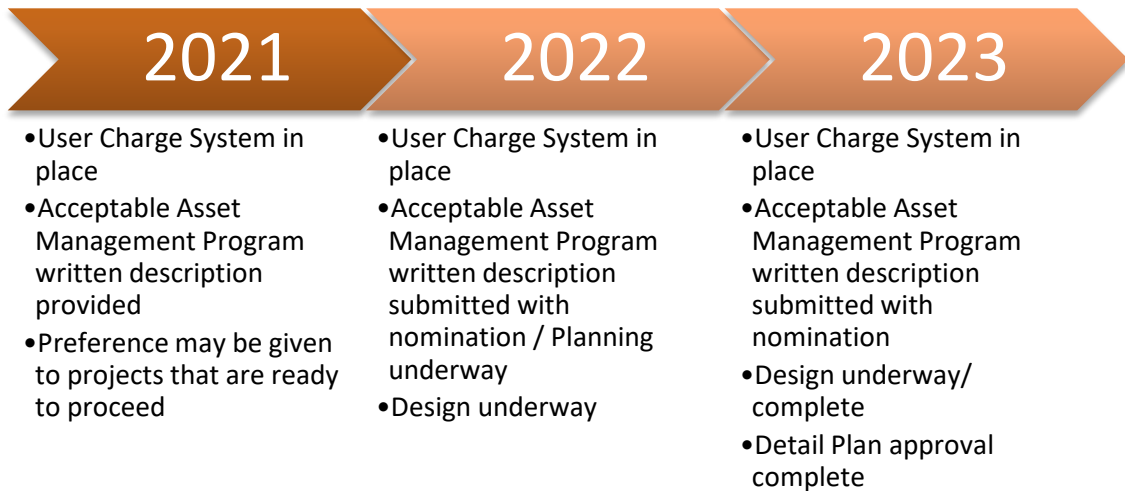 2021
2022
2023
•User Charge System in
place
•Acceptable Asset
Management Program
written description
provided
•Preference may be given
to projects that are ready
to proceed
•User Charge System in
place
•Acceptable Asset
Management Program
written description
submitted with
nomination / Planning
underway
•Design underway
•User Charge System in
place
•Acceptable Asset
Management Program
written description
submitted with
nomination
•Design underway/
complete
•Detail Plan approval
complete